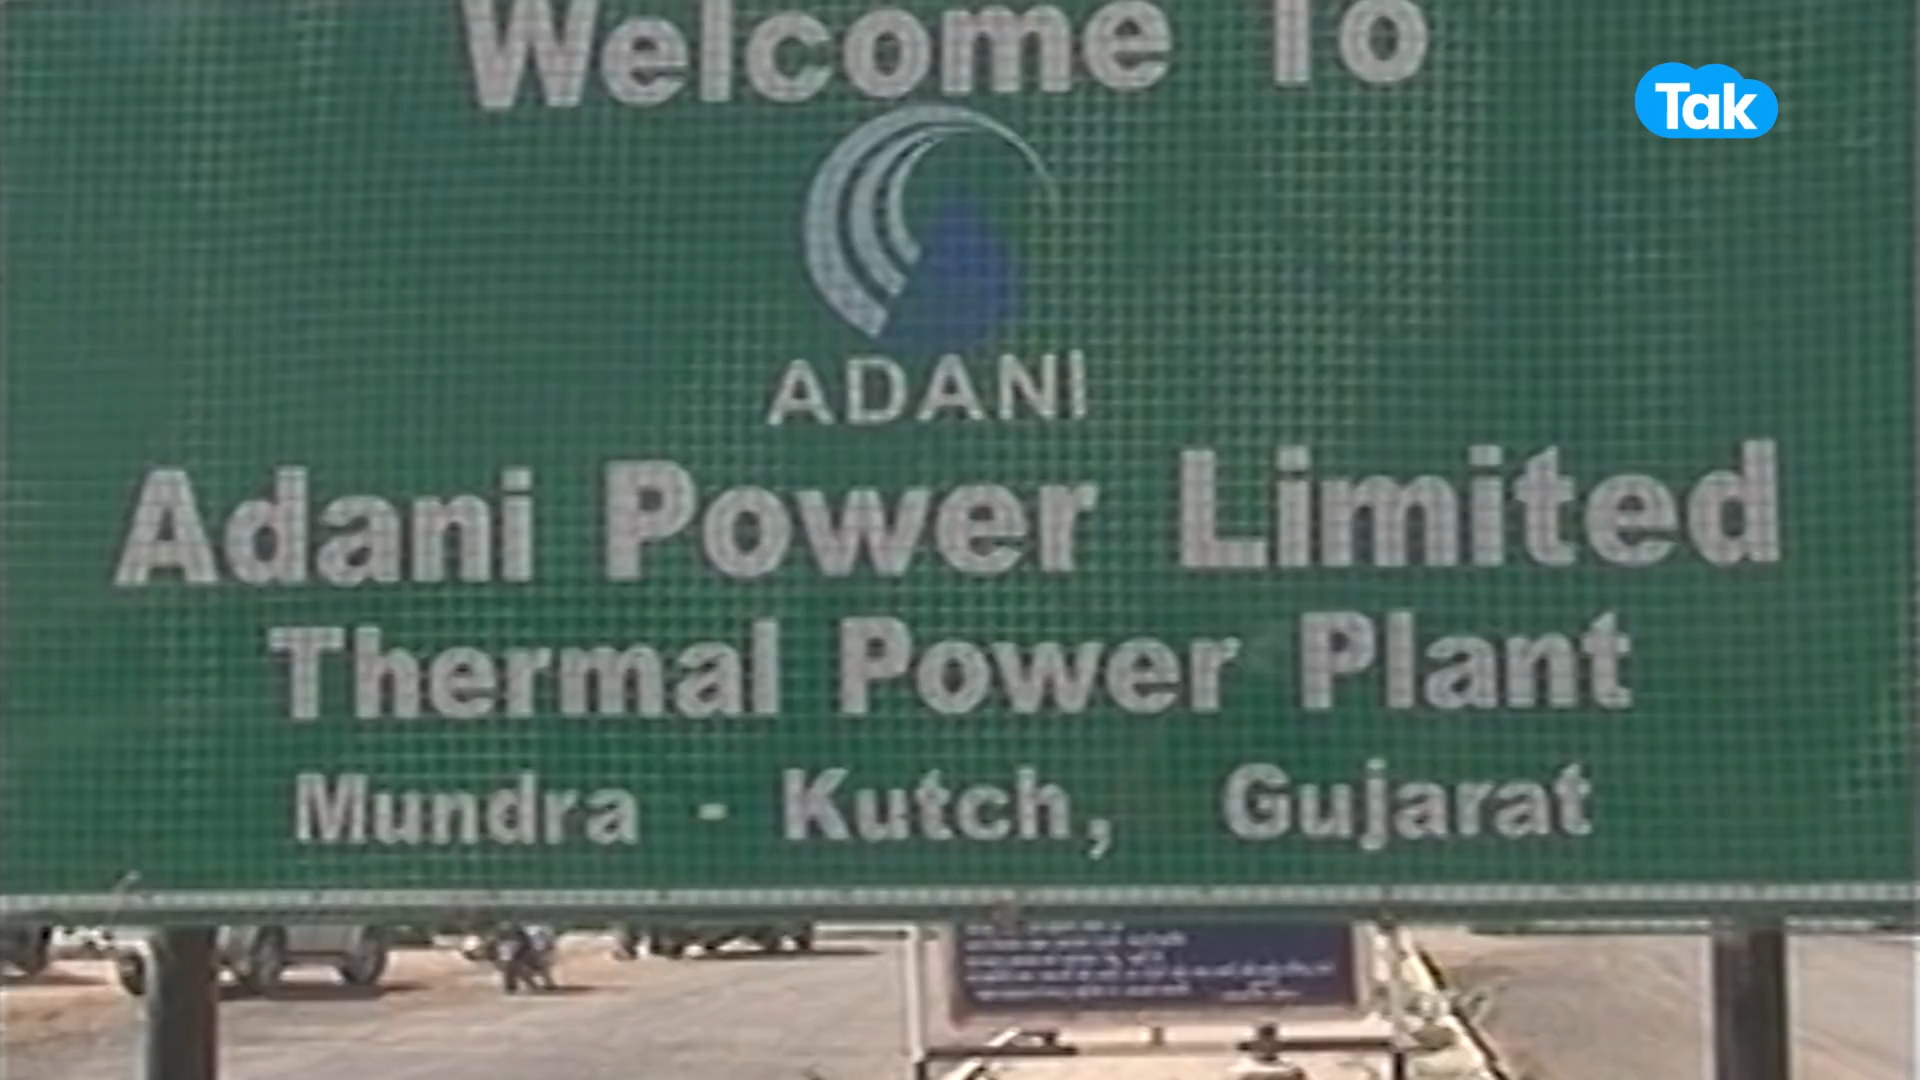 Welcome To
Tak
ADANI
Adani Power Limited
Thermal Power Plant
Mundra - Kutch, Gujarat